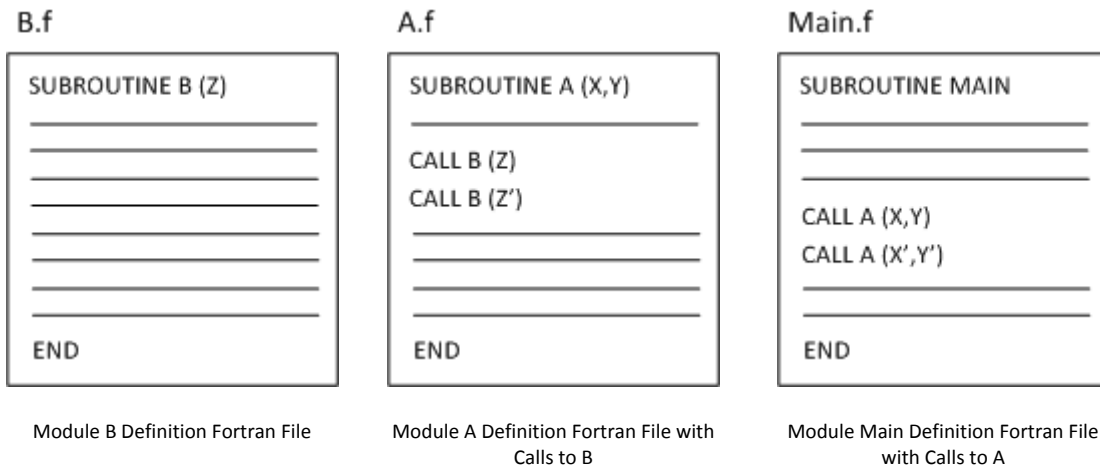 B.f
SUBROUTINE B (Z)
END
Module B Definition Fortran File
A.f
SUBROUTINE A (X,Y)
CALL B (Z)
CALL B (Z’)
END
Module A Definition Fortran File with
Calls to B
Main.f
SUBROUTINE MAIN
CALL A (X,Y)
CALL A (X’,Y’)
END
Module Main Definition Fortran File
with Calls to A